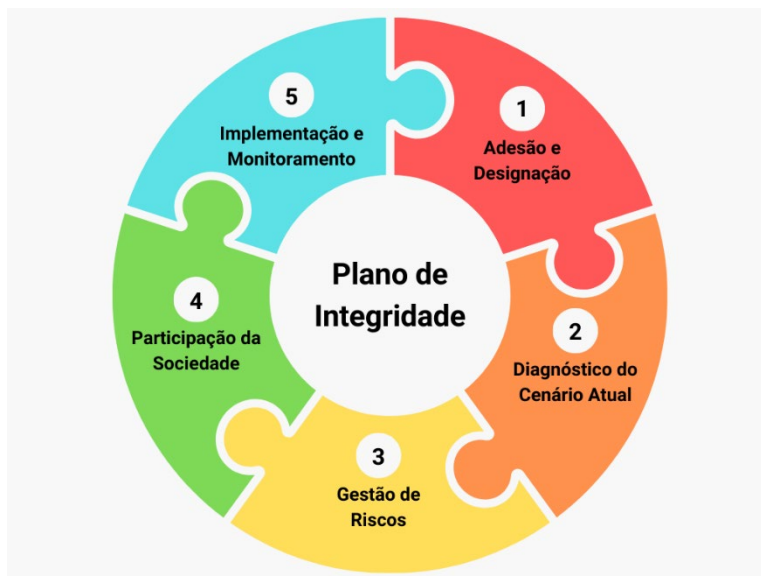 Plano de
Integridade
1
Adesão e
Designação
2
Diagnóstico do
Cenário Atual
3
Gestão de
Riscos
4
Participação da
Sociedade
5
Implementação e
Monitoramento